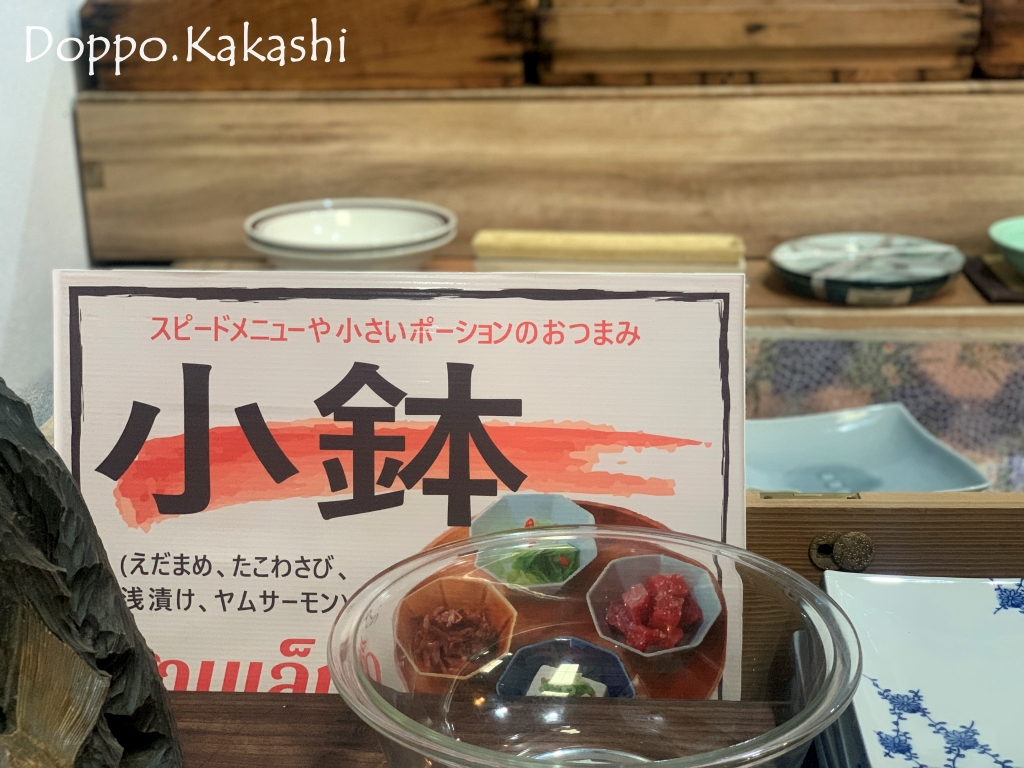 Doppo.Kakashi
スピードメニューや小さいポーションのおつまみ
小鉢
(えだまめ、たこわさび、
浅漬け、ヤムサーモン)